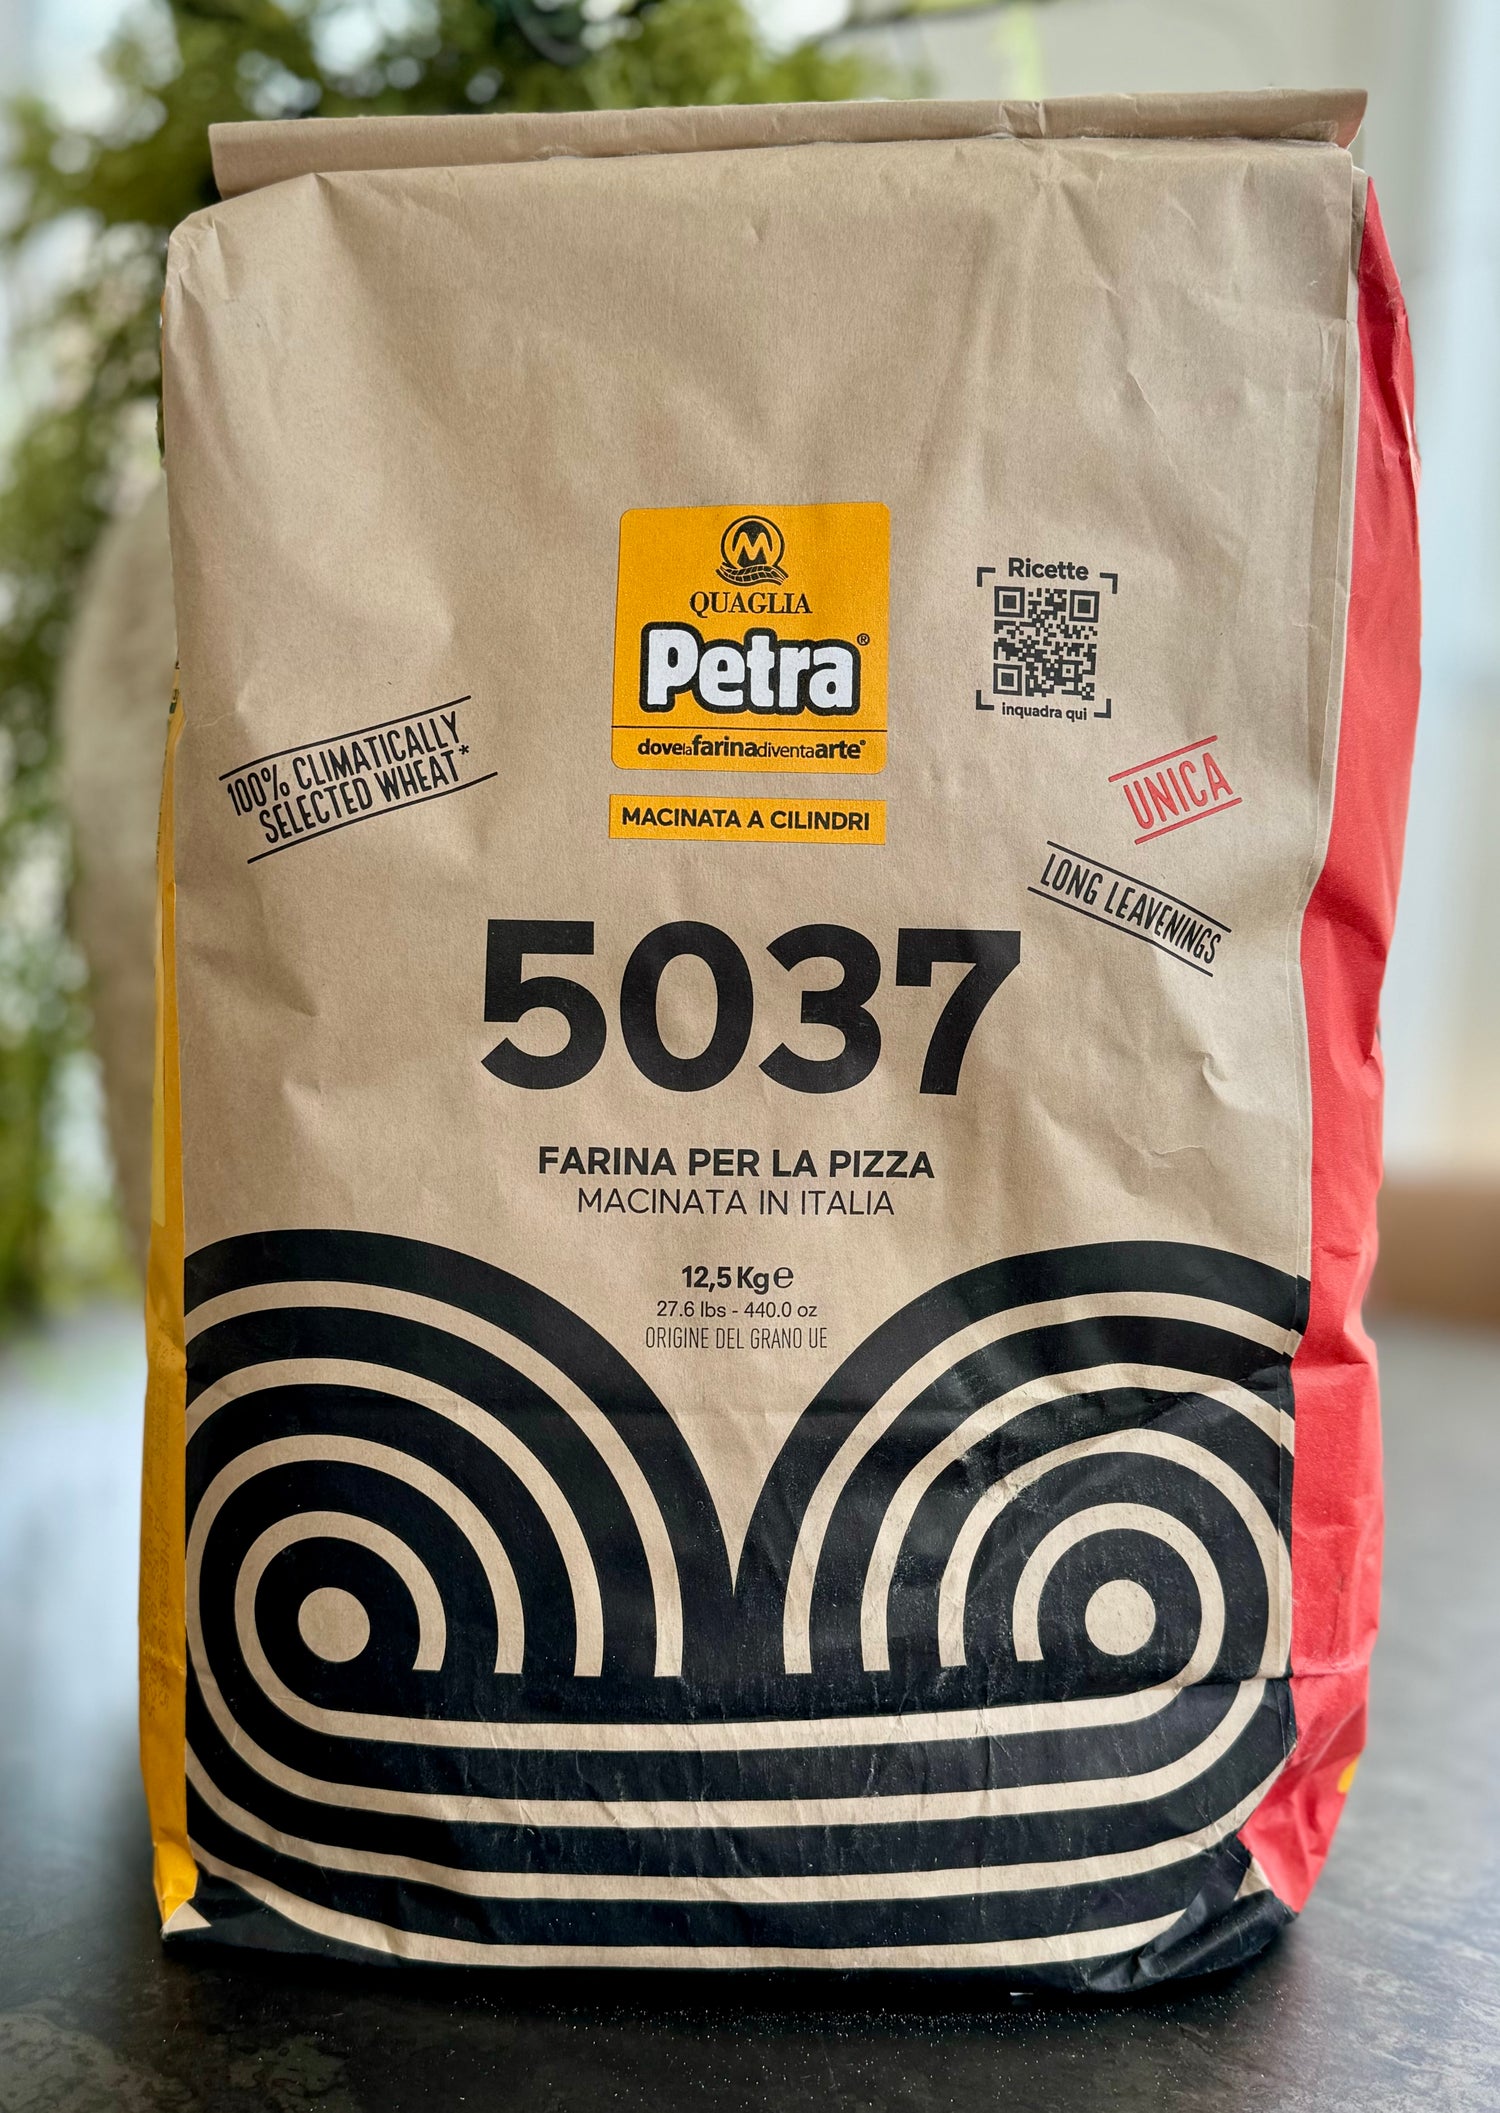 QUAGLIA
Petra®
dovelafarinadiventaarte®
MACINATA A CILINDRI
Ricette
inquadra qui
100% CLIMATICALLY
SELECTED WHEAT*
UNICA
LONG LEAVENINGS
5037
FARINA PER LA PIZZA
MACINATA IN ITALIA
12,5 Kg ℮
27.6 lbs - 440.0 oz
ORIGINE DEL GRANO UE